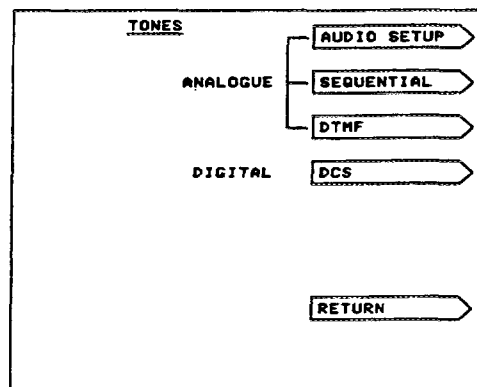 TONES
AUDIO SETUP
ANALOGUE SEQUENTIAL
DTMF
DIGITAL DCS
RETURN